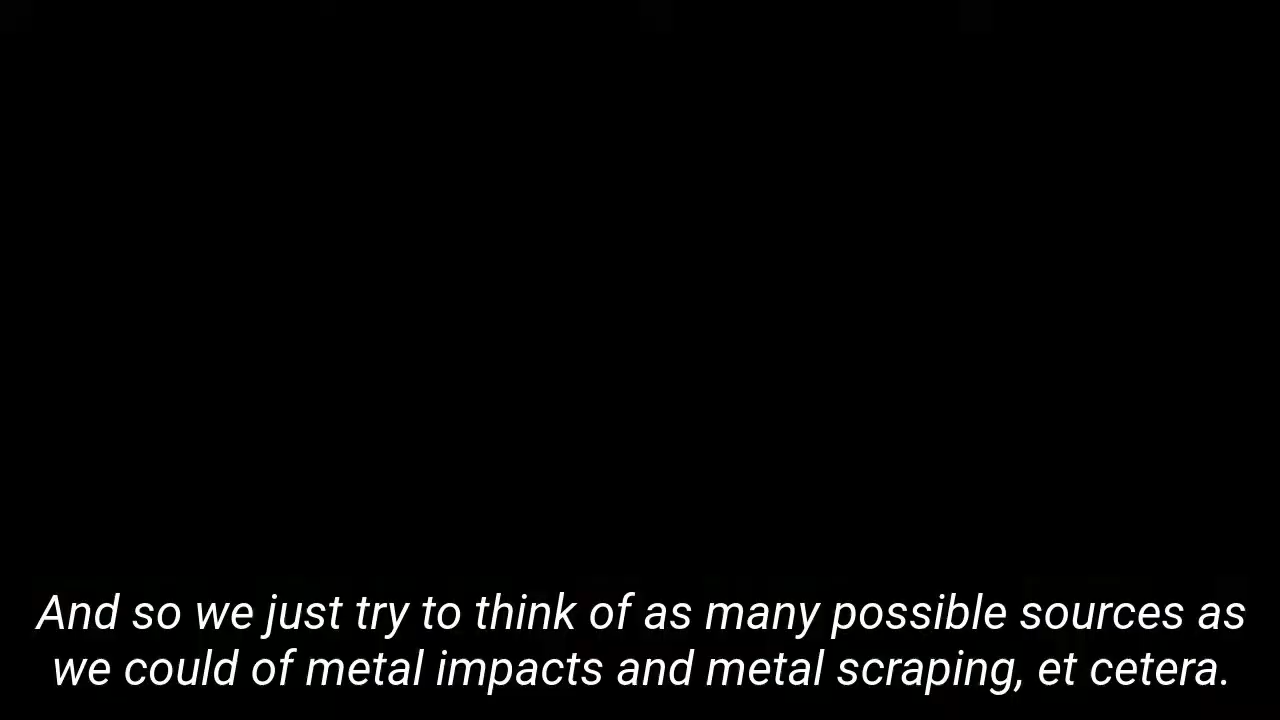 And so we just try to think of as many possible sources as
we could of metal impacts and metal scraping, et cetera.